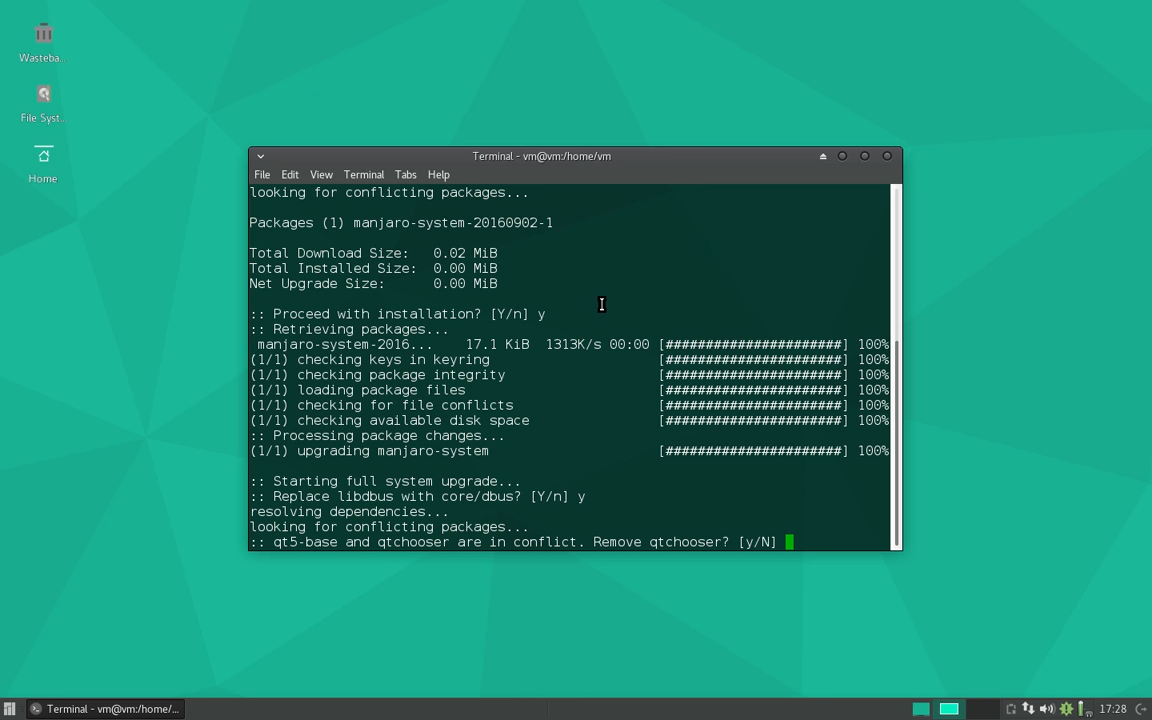 Wasteba...
File Syst...
Home
Terminal - vm@vm:/home/vm
File Edit View Terminal Tabs Help
looking for conflicting packages...
Packages (1) manjaro-system-20160902-1
Total Download Size:   0.02 MiB
Total Installed Size:  0.00 MiB
Net Upgrade Size:      0.00 MiB
:: Proceed with installation? [Y/n] y
:: Retrieving packages...
 manjaro-system-2016...    17.1 KiB  1313K/s 00:00 [######################] 100%
(1/1) checking keys in keyring                     [######################] 100%
(1/1) checking package integrity                   [######################] 100%
(1/1) loading package files                        [######################] 100%
(1/1) checking for file conflicts                  [######################] 100%
(1/1) checking available disk space                [######################] 100%
:: Processing package changes...
(1/1) upgrading manjaro-system                     [######################] 100%
:: Starting full system upgrade...
:: Replace libdbus with core/dbus? [Y/n] y
resolving dependencies...
looking for conflicting packages...
:: qt5-base and qtchooser are in conflict. Remove qtchooser? [y/N]
Terminal - vm@vm:/home/...
17:28